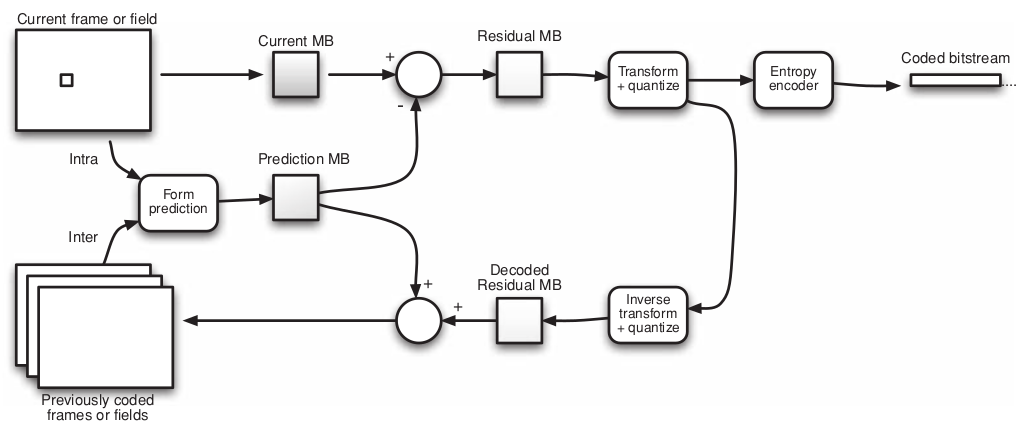 Current frame or field
Current MB
Residual MB
+
-
Transform
+ quantize
Entropy
encoder
Coded bitstream
Intra
Prediction MB
Form
prediction
Inter
Decoded
Residual MB
+
+
Inverse
transform
+ quantize
Previously coded
frames or fields